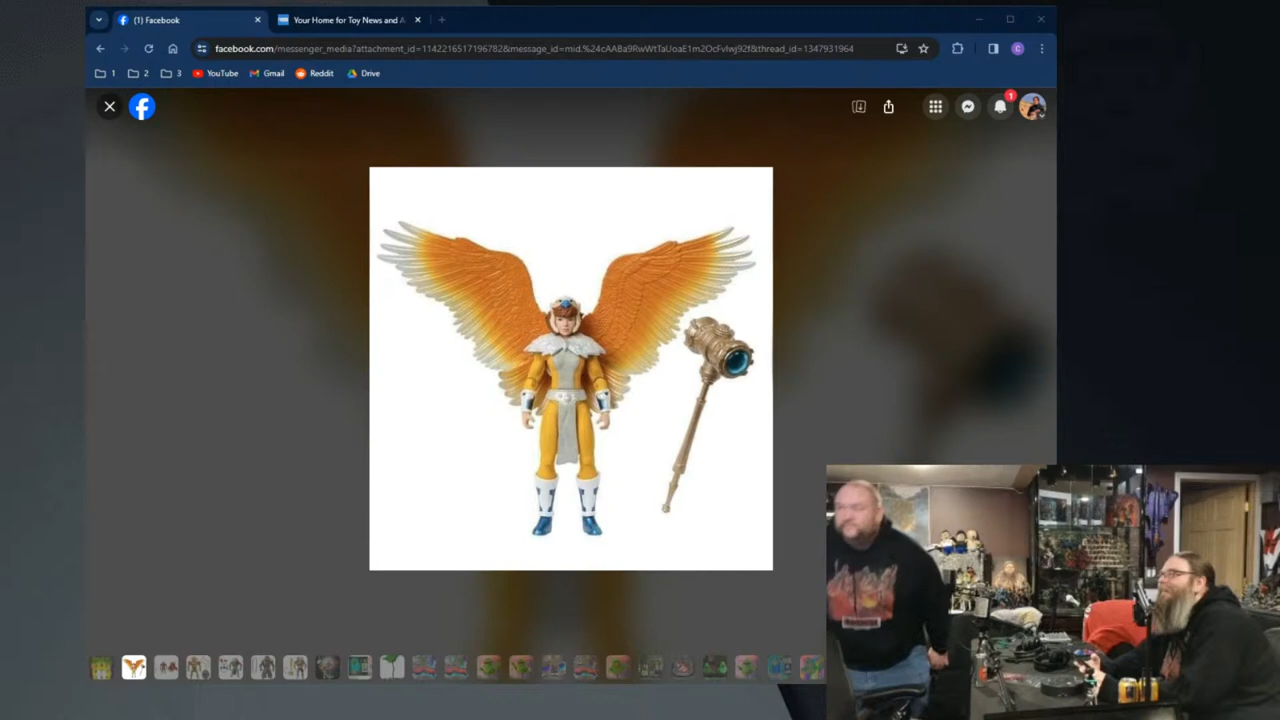 (1) Facebook
Your Home for Toy News and A
facebook.com/messenger_media?attachment_id=1142216517196782&message_id=mid.%24cAABa9RwWtTaUoaE1m2OcFvIwj92f&thread_id=1347931964
C
1
2
3
YouTube
Gmail
Reddit
Drive
1